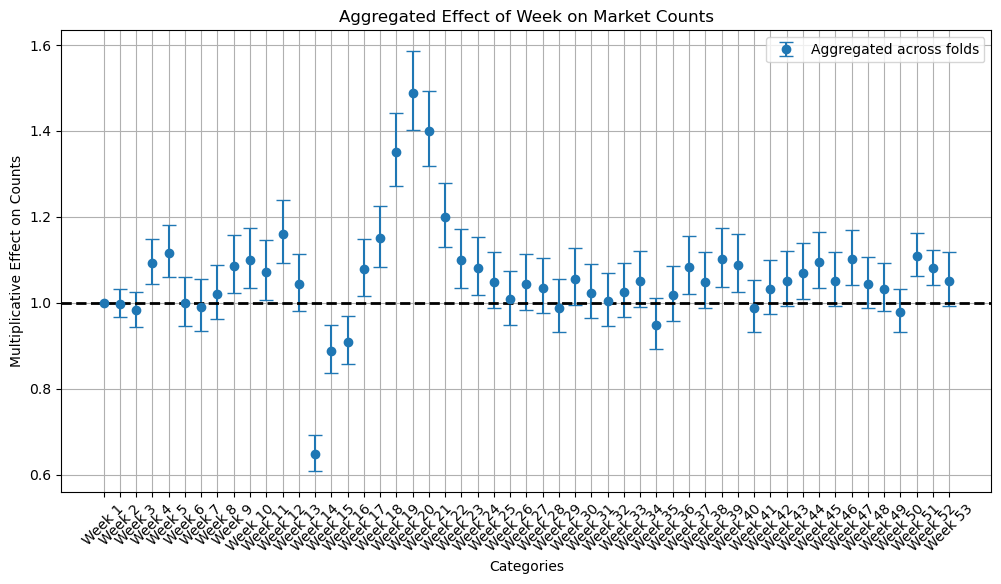 Aggregated Effect of Week on Market Counts
Aggregated across folds
Multiplicative Effect on Counts
1.6
1.4
1.2
1.0
0.8
0.6
Week 1
Week 2
Week 3
Week 4
Week 5
Week 6
Week 7
Week 8
Week 9
Week 10
Week 11
Week 12
Week 13
Week 14
Week 15
Week 16
Week 17
Week 18
Week 19
Week 20
Week 21
Week 22
Week 23
Week 24
Week 25
Week 26
Week 27
Week 28
Week 29
Week 30
Week 31
Week 32
Week 33
Week 34
Week 35
Week 36
Week 37
Week 38
Week 39
Week 40
Week 41
Week 42
Week 43
Week 44
Week 45
Week 46
Week 47
Week 48
Week 49
Week 50
Week 51
Week 52
Week 53
Categories